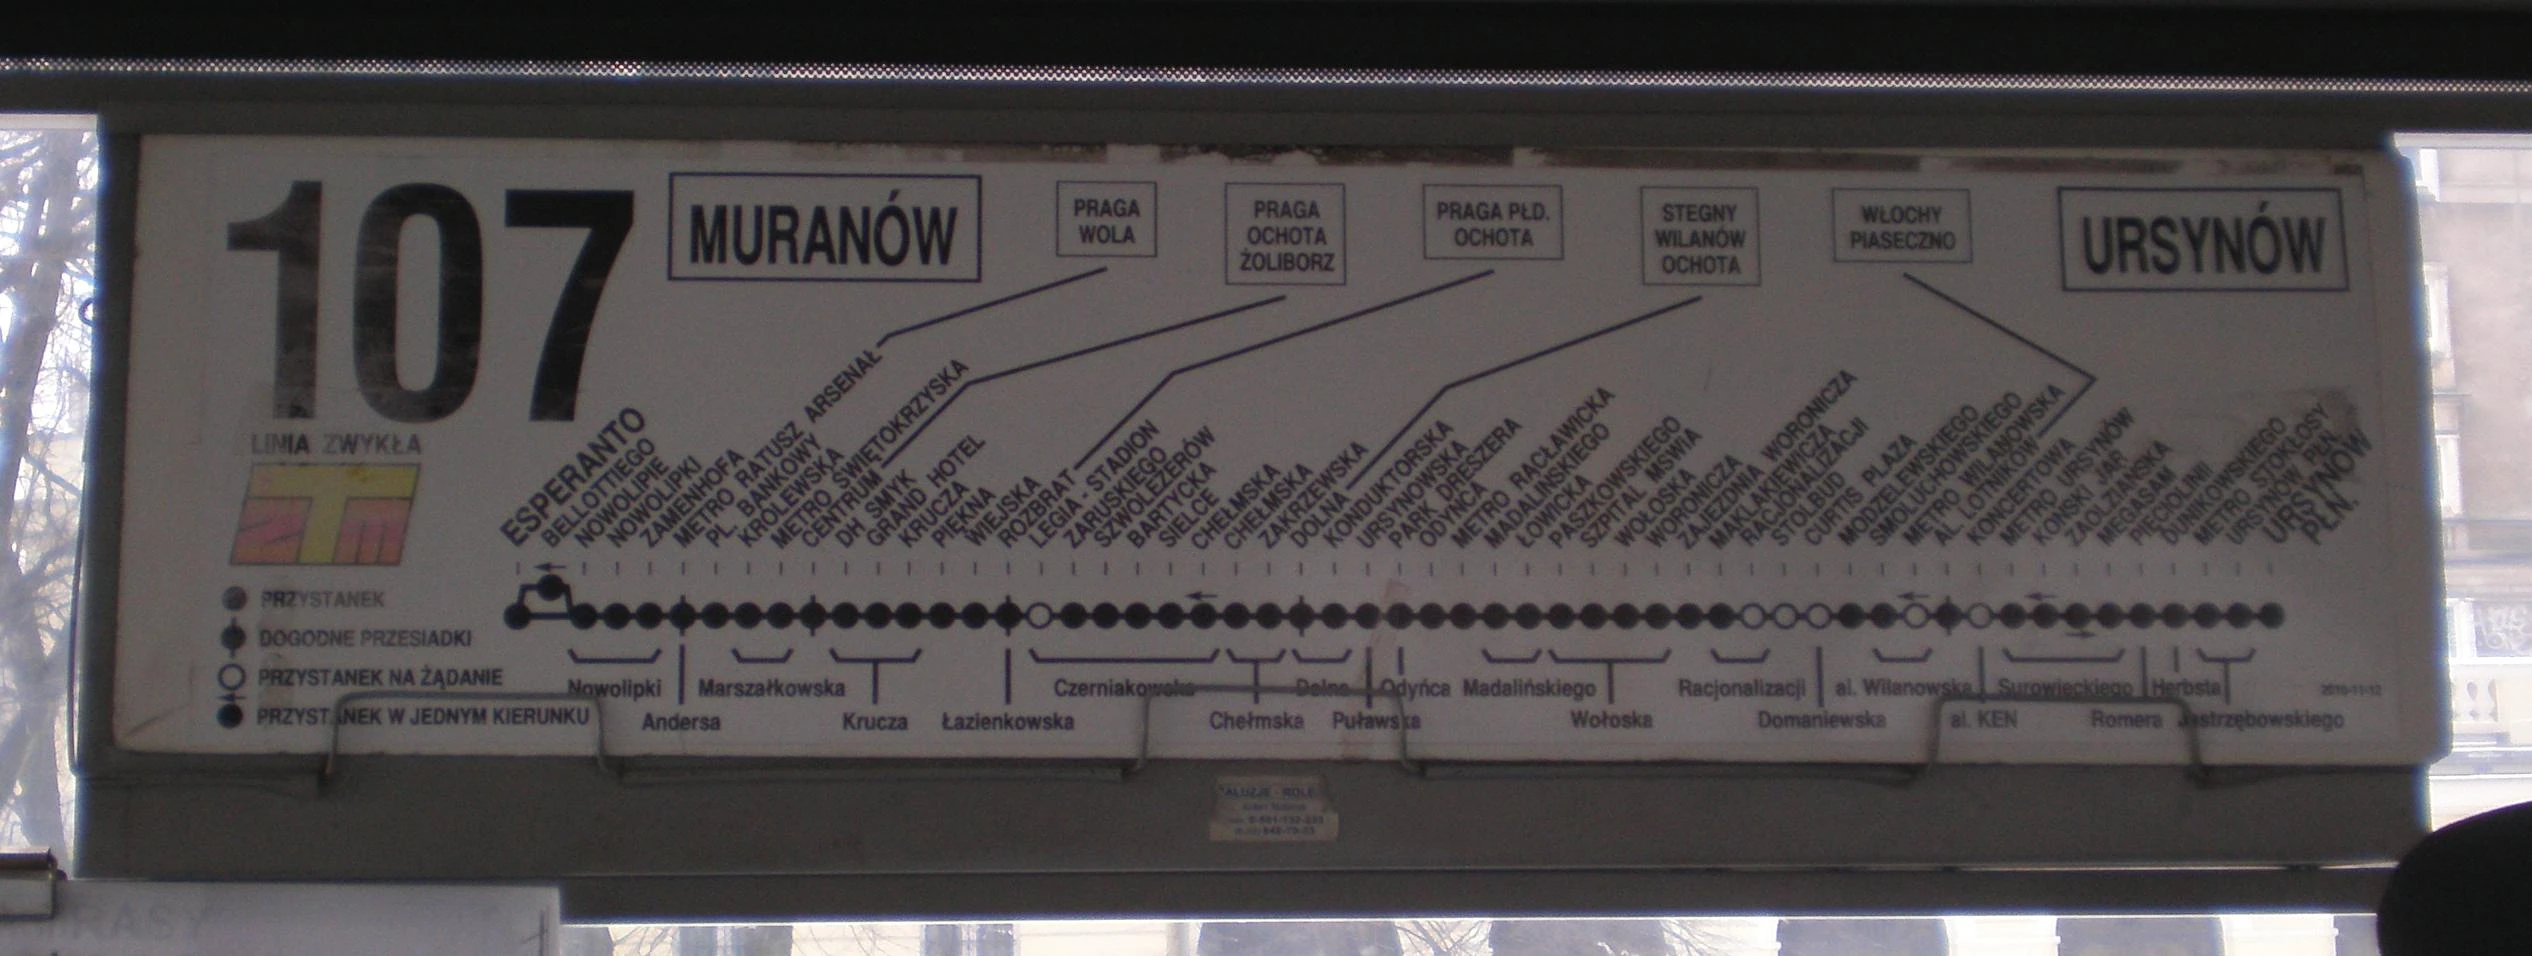 107
MURANÓW
PRAGA
WOLA
PRAGA
OCHOTA
ŻOLIBORZ
PRAGA PŁD.
OCHOTA
STEGNY
WILANÓW
OCHOTA
WŁOCHY
PIASECZNO
URSYNÓW
LINIA ZWYKŁA
ZTM
ESPERANTO
BELLOTTIEGO
NOWOLIPIE
NOWOLIPKI
ZAMENHOFA
METRO RATUSZ ARSENAŁ
PL. BANKOWY
KRÓLEWSKA
METRO ŚWIĘTOKRZYSKA
CENTRUM
DH SMYK
GRAND HOTEL
KRUCZA
PIĘKNA
WIEJSKA
ROZBRAT
LEGIA - STADION
ZARUSKIEGO
SZWOLEŻERÓW
BARTYCKA
SIELCE
CHEŁMSKA
CHEŁMSKA
ZAKRZEWSKA
DOLNA
KONDUKTORSKA
URSYNOWSKA
PARK DRESZERA
ODYŃCA
METRO RACŁAWICKA
MADALIŃSKIEGO
ŁOWICKA
PASZKOWSKIEGO
SZPITAL MSWIA
WOŁOSKA
WORONICZA
ZAJEZDNIA WORONICZA
MAKLAKIEWICZA
RACJONALIZACJI
STOLBUD
CURTIS PLAZA
MODZELEWSKIEGO
SMOLUCHOWSKIEGO
METRO WILANOWSKA
AL. LOTNIKÓW
KONCERTOWA
METRO URSYNÓW
KOŃSKI JAR
ZAOLZIAŃSKA
MEGASAM
PIĘCIOLINII
DUNIKOWSKIEGO
METRO STOKŁOSY
URSYNÓW PŁN.
URSYNÓW
PŁN.
PRZYSTANEK
DOGODNE PRZESIADKI
PRZYSTANEK NA ŻĄDANIE
PRZYSTANEK W JEDNYM KIERUNKU
Nowolipki
Marszałkowska
Czerniakowska
Dolna
Odyńca
Madalińskiego
Racjonalizacji
al. Wilanowska
Surowieckiego
Herbsta
2010-11-12
Andersa
Krucza
Łazienkowska
Chełmska
Puławska
Wołoska
Domaniewska
al. KEN
Romera
Jastrzębowskiego